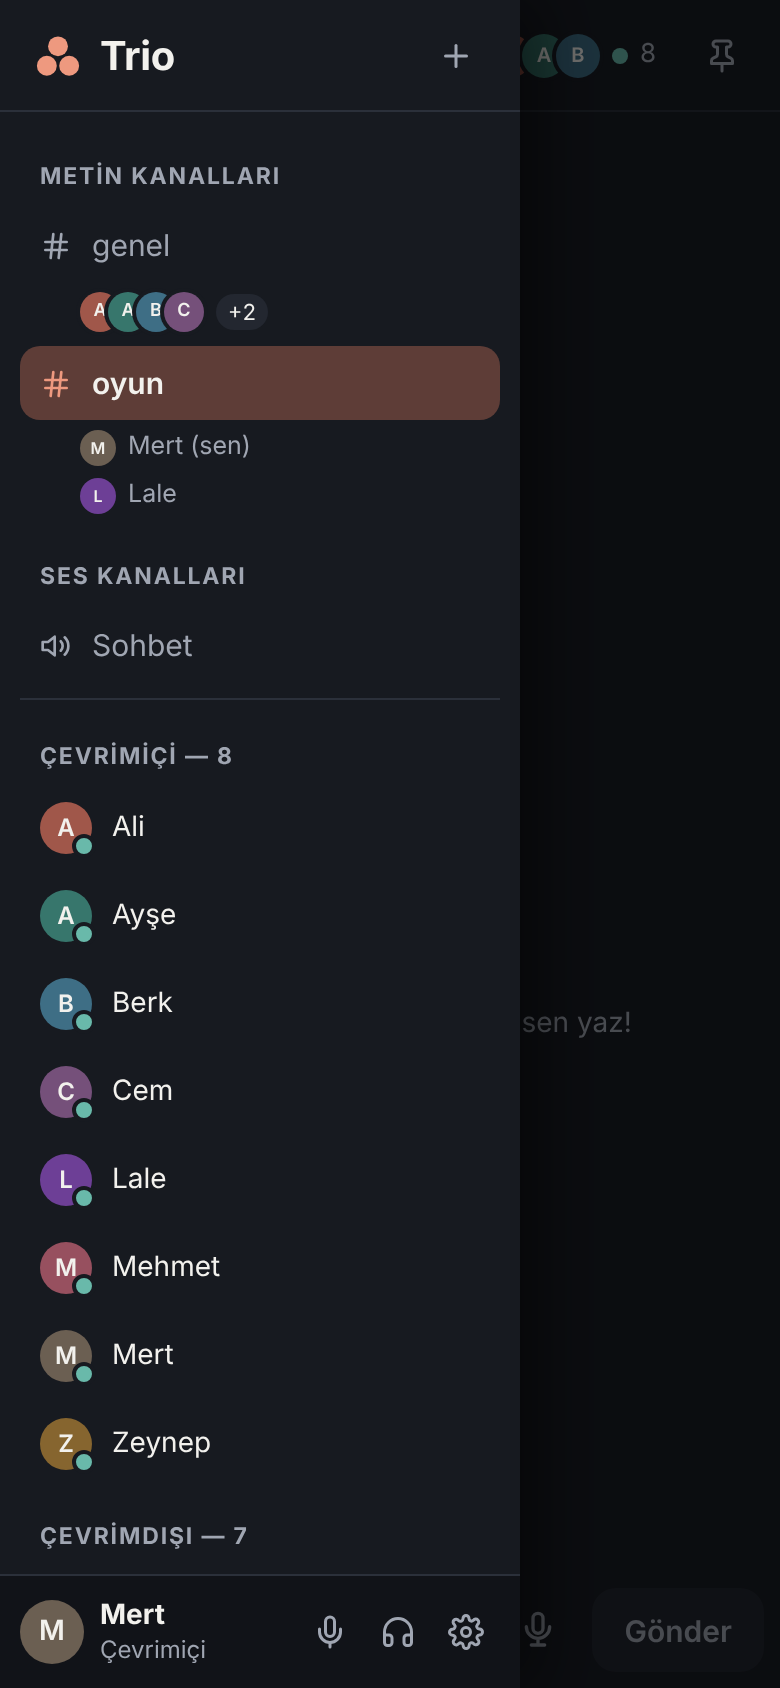 Trio
A B 8
METİN KANALLARI
# genel
A A B C +2
# oyun
M Mert (sen)
L Lale
SES KANALLARI
Sohbet
ÇEVRİMİÇİ — 8
A Ali
A Ayşe
B Berk
sen yaz!
C Cem
L Lale
M Mehmet
M Mert
Z Zeynep
ÇEVRİMDIŞI — 7
M Mert
Çevrimiçi
Gönder